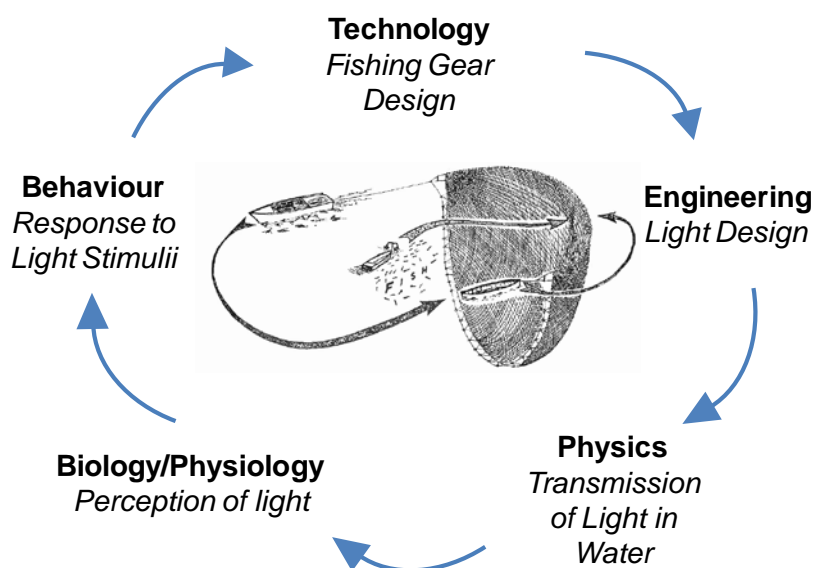 Technology
Fishing Gear
Design
Behaviour
Response to
Light Stimulii
Engineering
Light Design
FISH
Biology/Physiology
Perception of light
Physics
Transmission
of Light in
Water